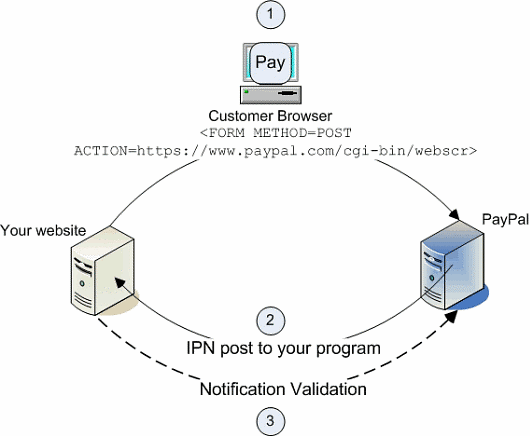 1
Pay
Customer Browser
<FORM METHOD=POST
ACTION=https://www.paypal.com/cgi-bin/webscr>
Your website
PayPal
2
IPN post to your program
Notification Validation
3